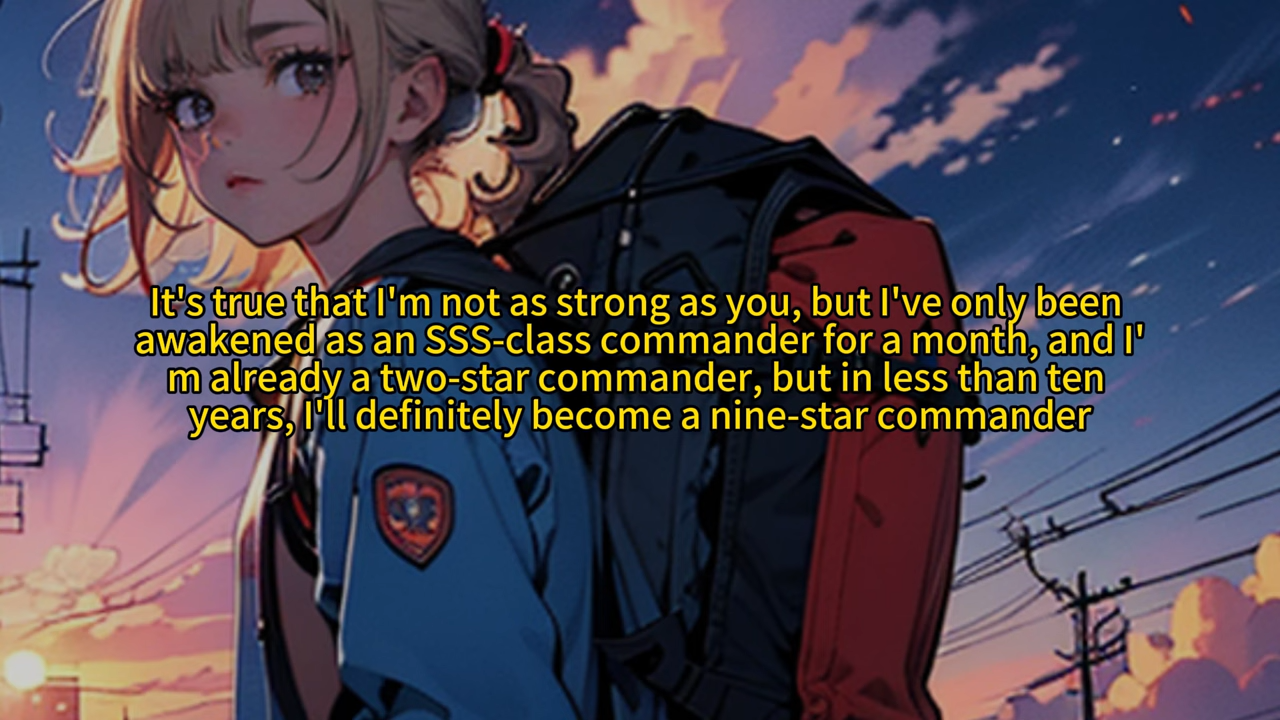 It's true that I'm not as strong as you, but I've only been
awakened as an SSS-class commander for a month, and I'
m already a two-star commander, but in less than ten
years, I'll definitely become a nine-star commander